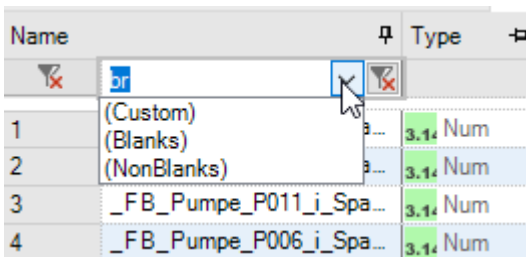 Name Type
br
(Custom)
(Blanks)
(NonBlanks)
1 a... 3.14 Num
2 a... 3.14 Num
3 _FB_Pumpe_P011_i_Spa... 3.14 Num
4 _FB_Pumpe_P006_i_Spa... 3.14 Num